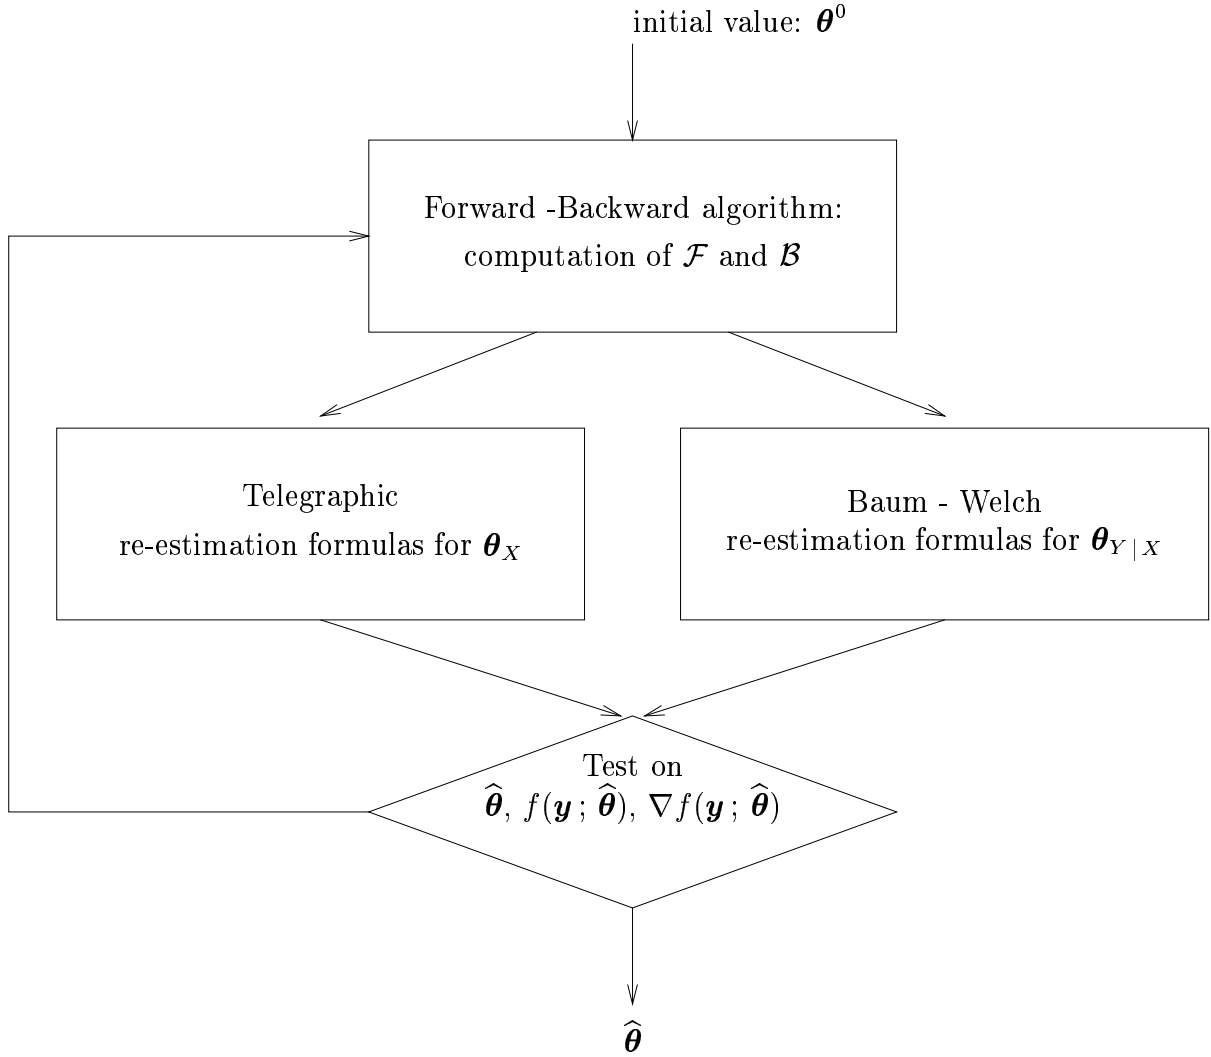 initial value: θ⁰
Forward -Backward algorithm:
computation of ℱ and ℬ
Telegraphic
re-estimation formulas for θ_X
Baum - Welch
re-estimation formulas for θ_{Y | X}
Test on
θ̂, f(y ; θ̂), ∇f(y ; θ̂)
θ̂